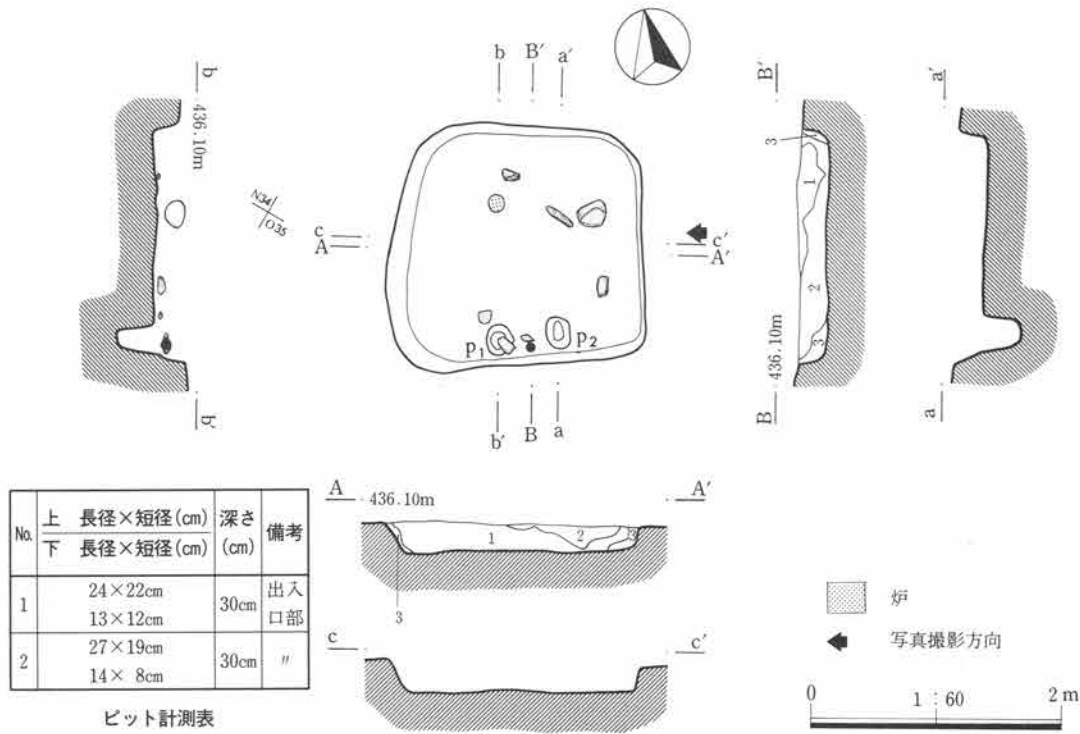 b B' a'
b
436.10m
b'
N34
O35
c
A
c'
A'
P1 P2
b' B a
B'
3
1
2
3
436.10m
B
a'
a
A 436.10m A'
1 2 3
3
c c'
No. 上 長径×短径(cm) 深さ 備考
下 長径×短径(cm) (cm)
1 24×22cm 30cm 出入
13×12cm 口部
2 27×19cm 30cm 〃
14× 8cm
ピット計測表
炉
写真撮影方向
0 1:60 2m